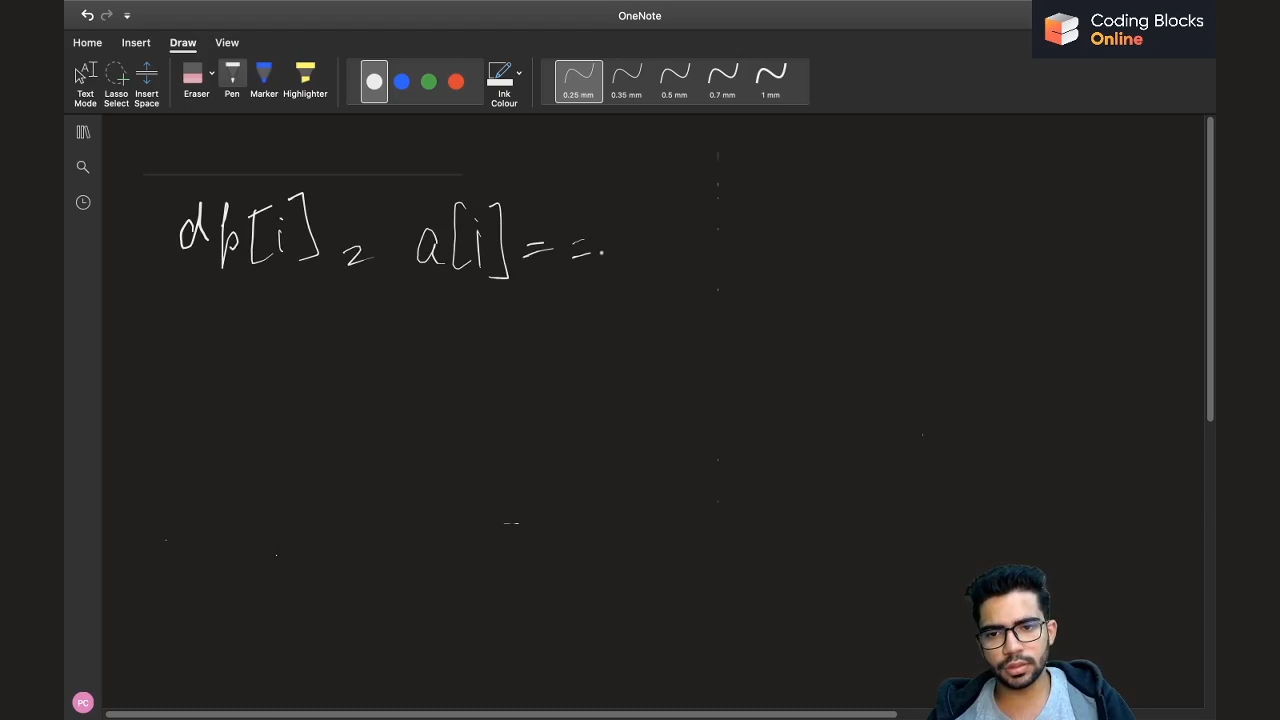 OneNote
Coding Blocks
Online
Home Insert Draw View
Text Mode
Lasso Select
Insert Space
Eraser
Pen
Marker
Highlighter
Ink Colour
0.25 mm 0.35 mm 0.5 mm 0.7 mm 1 mm
dp[i] = a[i] = =
PC